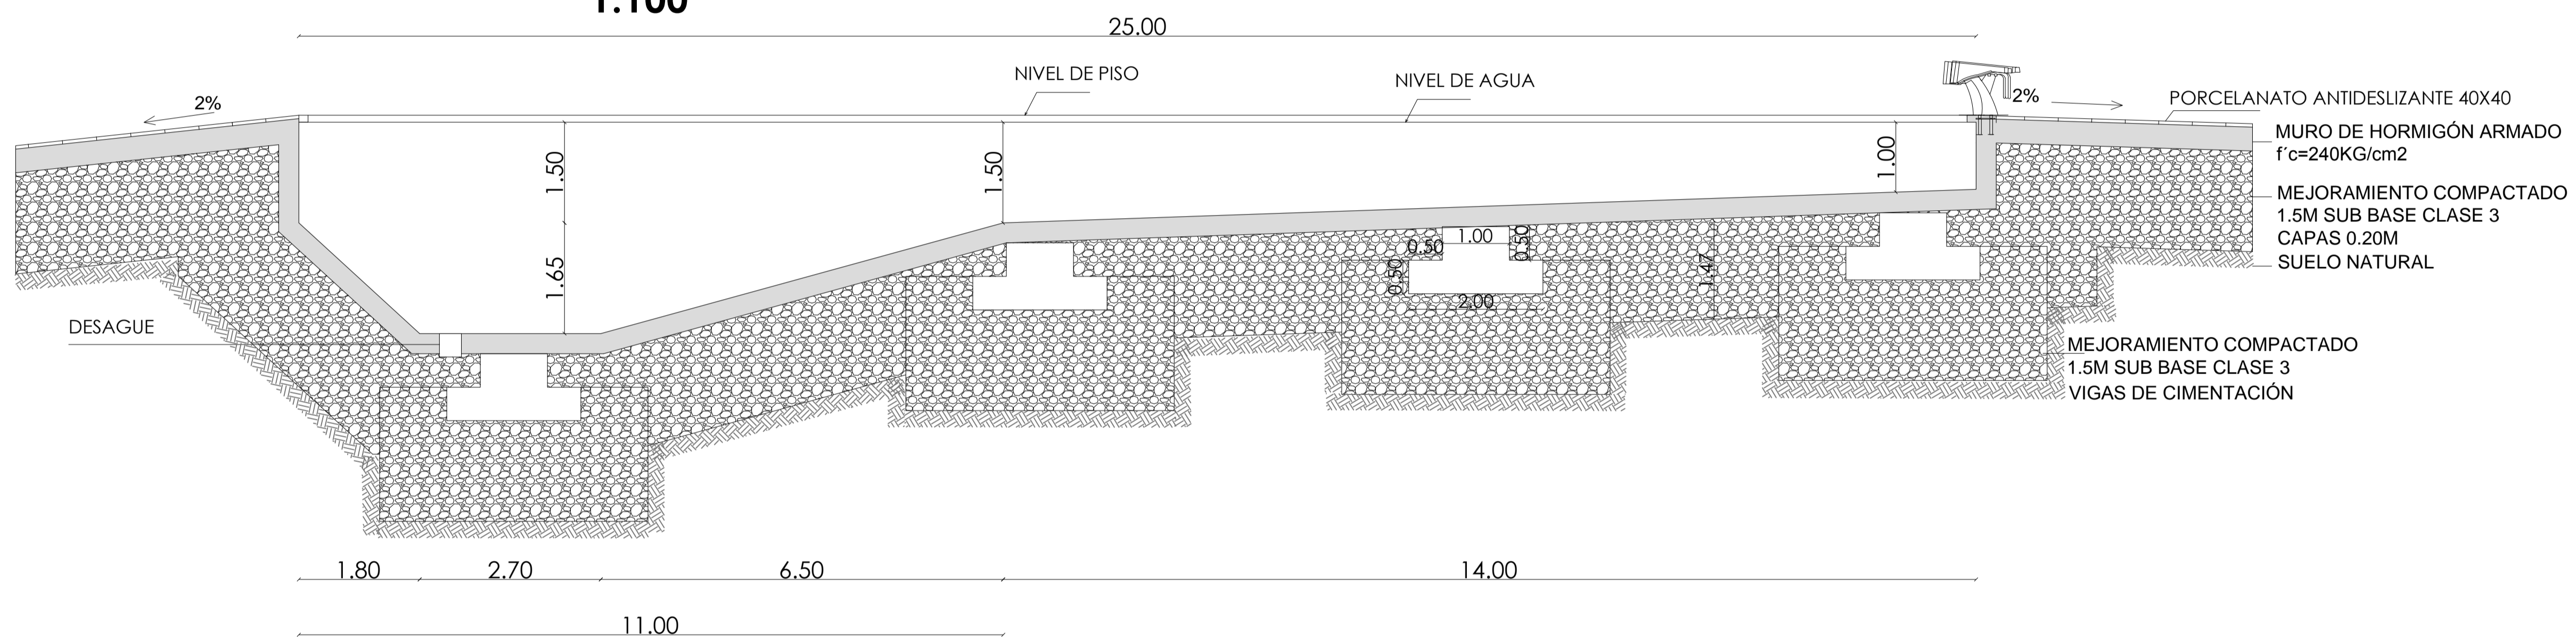 1:100
25.00
NIVEL DE PISO
NIVEL DE AGUA
2%
2%
PORCELANATO ANTIDESLIZANTE 40X40
MURO DE HORMIGÓN ARMADO
f´c=240KG/cm2
1.50
1.50
1.00
MEJORAMIENTO COMPACTADO
1.5M SUB BASE CLASE 3
CAPAS 0.20M
SUELO NATURAL
1.65
0.50
1.00
0.50
0.50
2.00
1.47
DESAGUE
MEJORAMIENTO COMPACTADO
1.5M SUB BASE CLASE 3
VIGAS DE CIMENTACIÓN
1.80
2.70
6.50
14.00
11.00